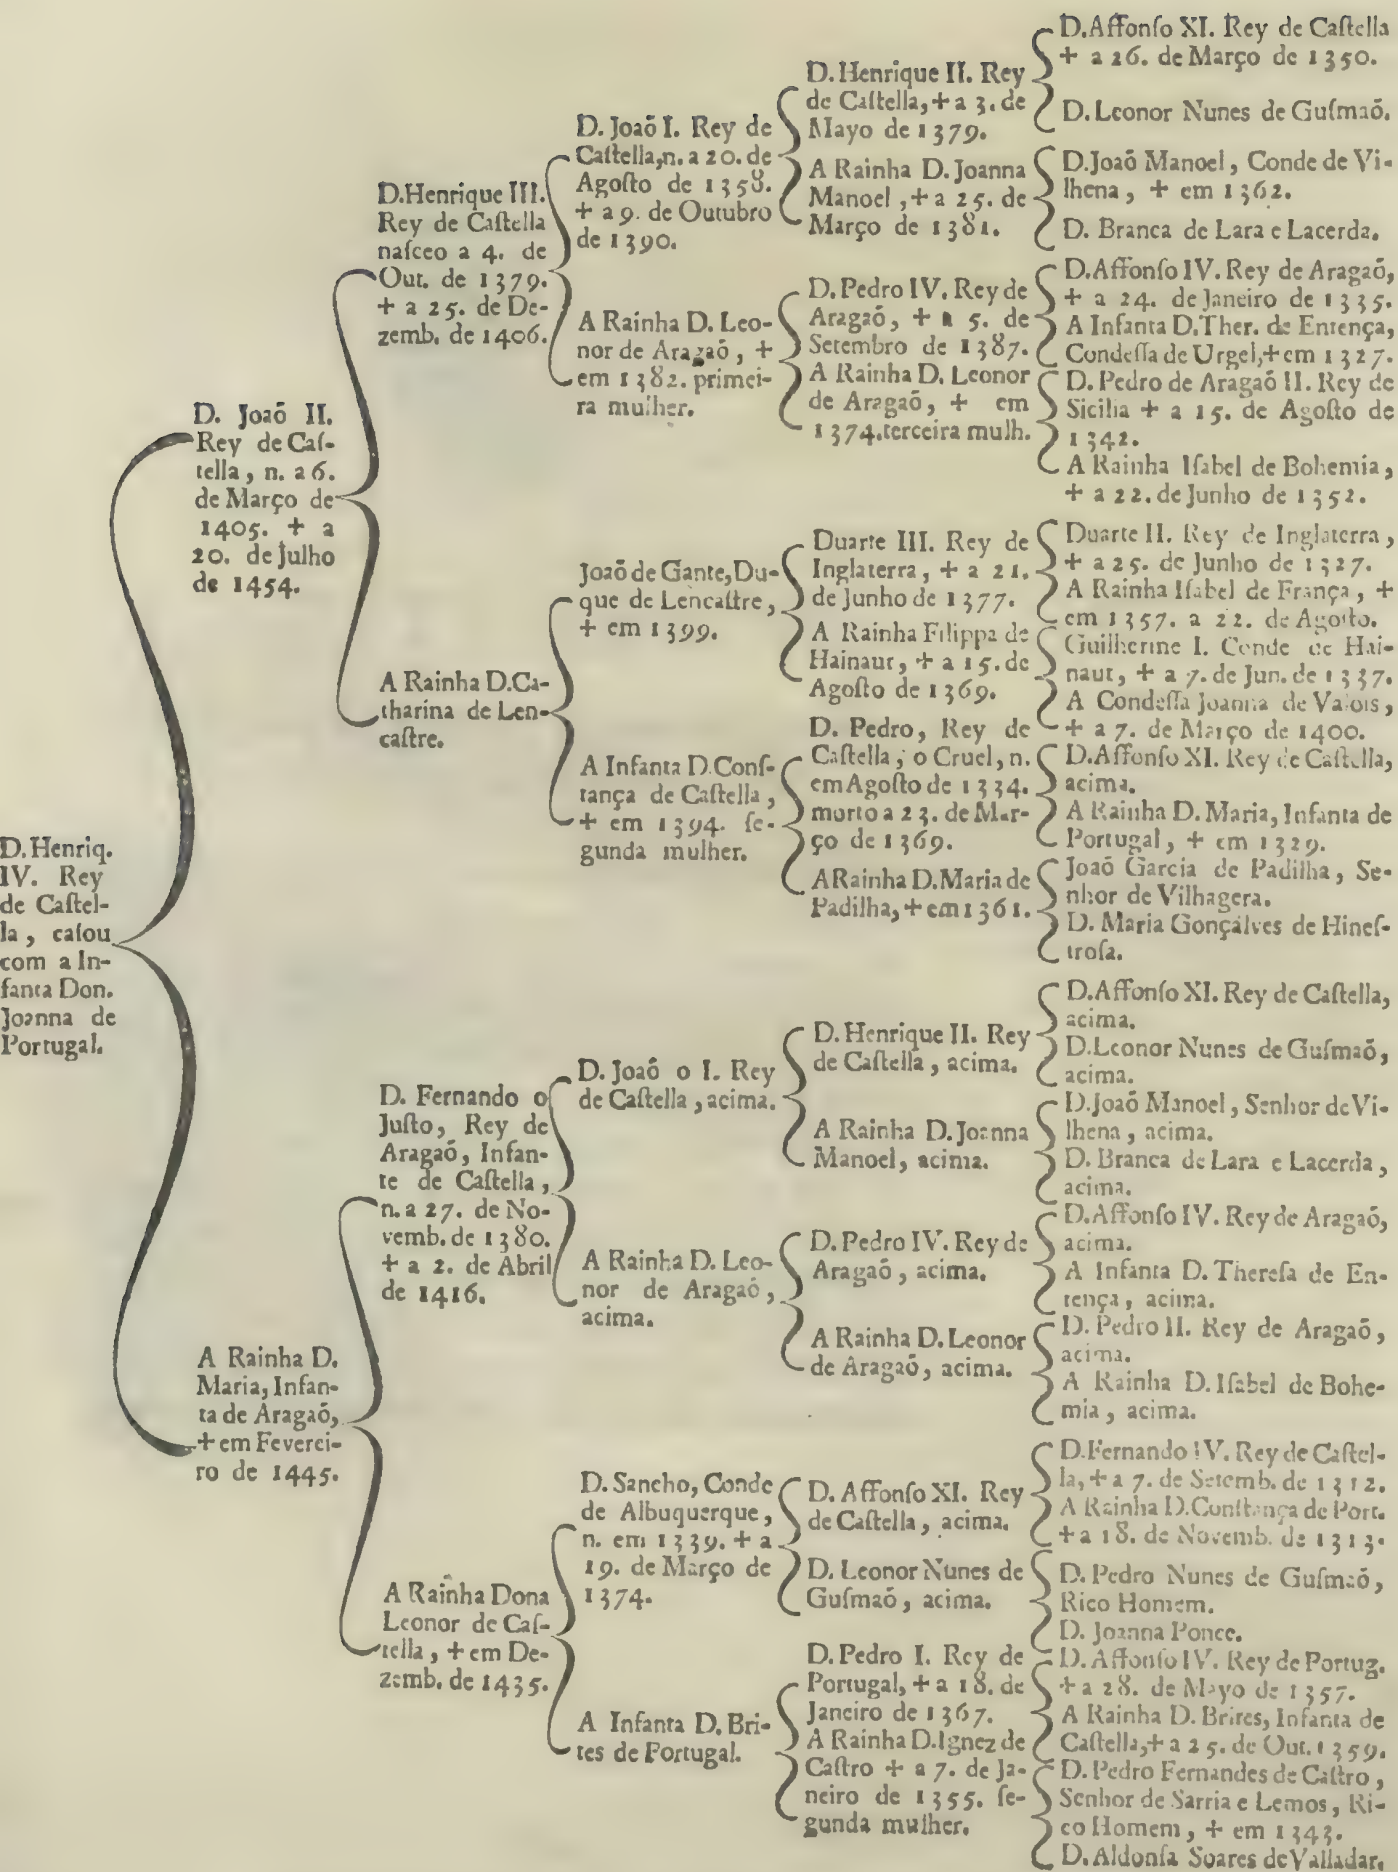 D.Henriq.
IV. Rey
de Caſtel-
la, caſou
com a In-
fanta Don.
Joanna de
Portugal.
D. Joaõ II.
Rey de Caſ-
tella, n. a 6.
de Março de
1405. + a
20. de Julho
de 1454.
A Rainha D.
Maria, Infan-
ta de Aragaõ,
+ em Feverei-
ro de 1445.
D.Henrique III.
Rey de Caſtella
naſceo a 4. de
Out. de 1379.
+ a 25. de De-
zemb. de 1406.
A Rainha D.Ca-
tharina de Len-
caſtre.
D. Fernando o
Juſto, Rey de
Aragaõ, Infan-
te de Caſtella,
n. a 27. de No-
vemb. de 1380.
+ a 2. de Abril
de 1416.
A Rainha Dona
Leonor de Caſ-
tella, + em De-
zemb. de 1435.
D. Joaõ I. Rey de
Caſtella, n. a 20. de
Agoſto de 1358.
+ a 9. de Outubro
de 1390.
A Rainha D. Leo-
nor de Aragaõ, +
em 1382. primei-
ra mulher.
Joaõ de Gante, Du-
que de Lencaſtre,
+ em 1399.
A Infanta D.Conſ-
tança de Caſtella,
+ em 1394. ſe-
gunda mulher.
D. Joaõ o I. Rey
de Caſtella, acima.
A Rainha D. Leo-
nor de Aragaõ,
acima.
D. Sancho, Conde
de Albuquerque,
n. em 1339. + a
19. de Março de
1374.
A Infanta D. Bri-
tes de Portugal.
D. Henrique II. Rey
de Caſtella, + a 3. de
Mayo de 1379.
A Rainha D. Joanna
Manoel, + a 25. de
Março de 1381.
D. Pedro IV. Rey de
Aragaõ, + a 5. de
Setembro de 1387.
A Rainha D. Leonor
de Aragaõ, + em
1374. terceira mulh.
Duarte III. Rey de
Inglaterra, + a 21.
de Junho de 1377.
A Rainha Filippa de
Hainaut, + a 15. de
Agoſto de 1369.
D. Pedro, Rey de
Caſtella, o Cruel, n.
em Agoſto de 1334.
morto a 23. de Mar-
ço de 1369.
A Rainha D. Maria de
Padilha, + em 1361.
D. Henrique II. Rey
de Caſtella, acima.
A Rainha D. Joanna
Manoel, acima.
D. Pedro IV. Rey de
Aragaõ, acima.
A Rainha D. Leonor
de Aragaõ, acima.
D. Affonſo XI. Rey
de Caſtella, acima.
D. Leonor Nunes de
Guſmaõ, acima.
D. Pedro I. Rey de
Portugal, + a 18. de
Janeiro de 1367.
A Rainha D.Ignez de
Caſtro + a 7. de Ja-
neiro de 1355. ſe-
gunda mulher.
D.Affonſo XI. Rey de Caſtella
+ a 26. de Março de 1350.
D. Leonor Nunes de Guſmaõ.
D.Joaõ Manoel, Conde de Vi-
lhena, + em 1362.
D. Branca de Lara e Lacerda.
D.Affonſo IV. Rey de Aragaõ,
+ a 24. de Janeiro de 1335.
A Infanta D.Ther. de Entença,
Condeſſa de Urgel, + em 1327.
D. Pedro de Aragaõ II. Rey de
Sicilia + a 15. de Agoſto de
1342.
A Rainha Iſabel de Bohemia,
+ a 22. de Junho de 1352.
Duarte II. Rey de Inglaterra,
+ a 25. de Junho de 1327.
A Rainha Iſabel de França, +
em 1357. a 22. de Agoſto.
Guilherme I. Conde de Hai-
naut, + a 7. de Jun. de 1337.
A Condeſſa Joanna de Valois,
+ a 7. de Março de 1400.
D.Affonſo XI. Rey de Caſtella,
acima.
A Rainha D. Maria, Infanta de
Portugal, + em 1329.
Joaõ Garcia de Padilha, Se-
nhor de Vilhagera.
D. Maria Gonçalves de Hineſ-
troſa.
D.Affonſo XI. Rey de Caſtella,
acima.
D.Leonor Nunes de Guſmaõ,
acima.
D.Joaõ Manoel, Senhor de Vi-
lhena, acima.
D. Branca de Lara e Lacerda,
acima.
D.Affonſo IV. Rey de Aragaõ,
acima.
A Infanta D. Thereſa de En-
tença, acima.
D. Pedro II. Rey de Aragaõ,
acima.
A Rainha D. Iſabel de Bohe-
mia, acima.
D.Fernando IV. Rey de Caſtel-
la, + a 7. de Setemb. de 1312.
A Rainha D.Conſtança de Port.
+ a 18. de Novemb. de 1313.
D. Pedro Nunes de Guſmaõ,
Rico Homem.
D. Joanna Ponce.
D. Affonſo IV. Rey de Portug.
+ a 28. de Mayo de 1357.
A Rainha D. Brites, Infanta de
Caſtella, + a 25. de Out. 1359.
D. Pedro Fernandes de Caſtro,
Senhor de Sarria e Lemos, Ri-
co Homem, + em 1343.
D. Aldonſa Soares de Valladar.